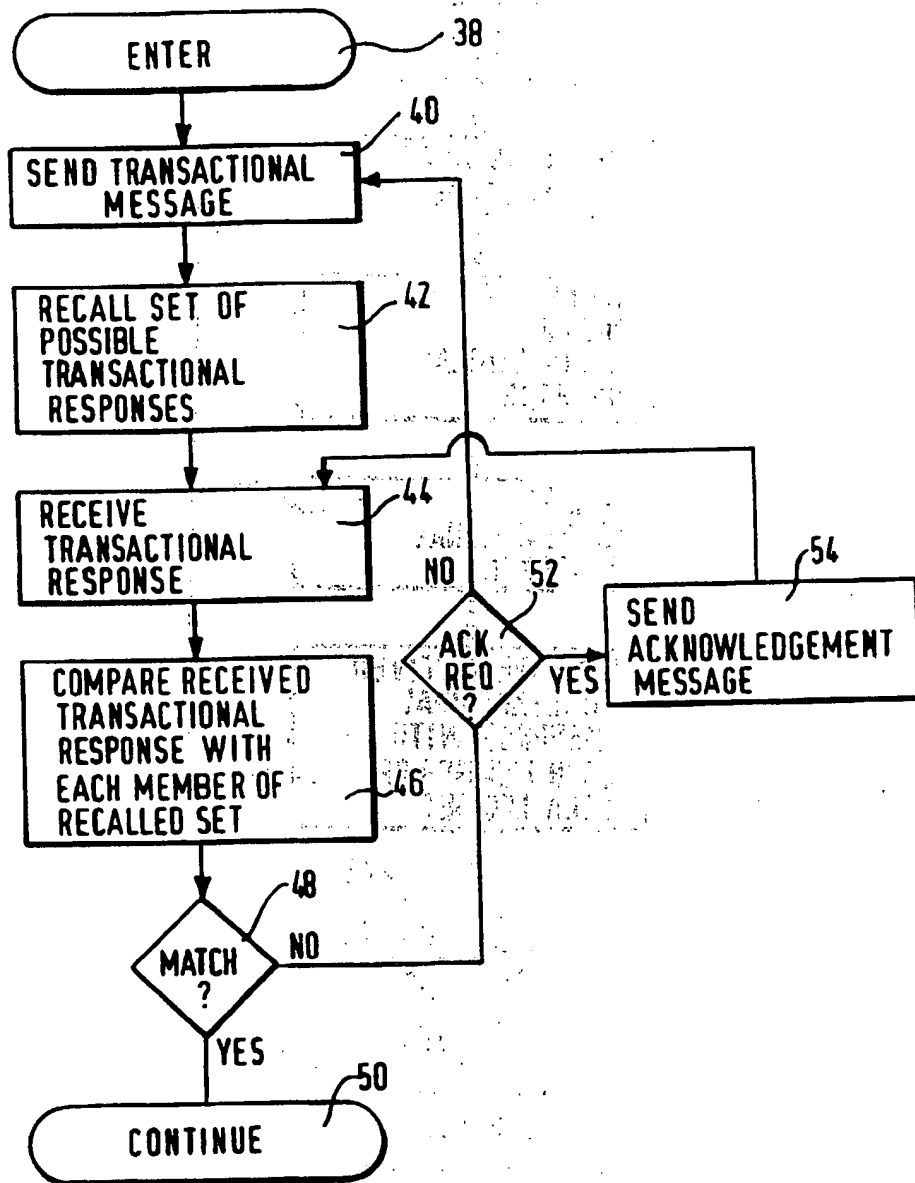 ENTER
38
40
SEND TRANSACTIONAL
MESSAGE
42
RECALL SET OF
POSSIBLE
TRANSACTIONAL
RESPONSES
44
RECEIVE
TRANSACTIONAL
RESPONSE
NO
52
ACK
REQ
?
YES
54
SEND
ACKNOWLEDGEMENT
MESSAGE
COMPARE RECEIVED
TRANSACTIONAL
RESPONSE WITH
EACH MEMBER OF
RECALLED SET
46
48
MATCH
?
NO
YES
50
CONTINUE